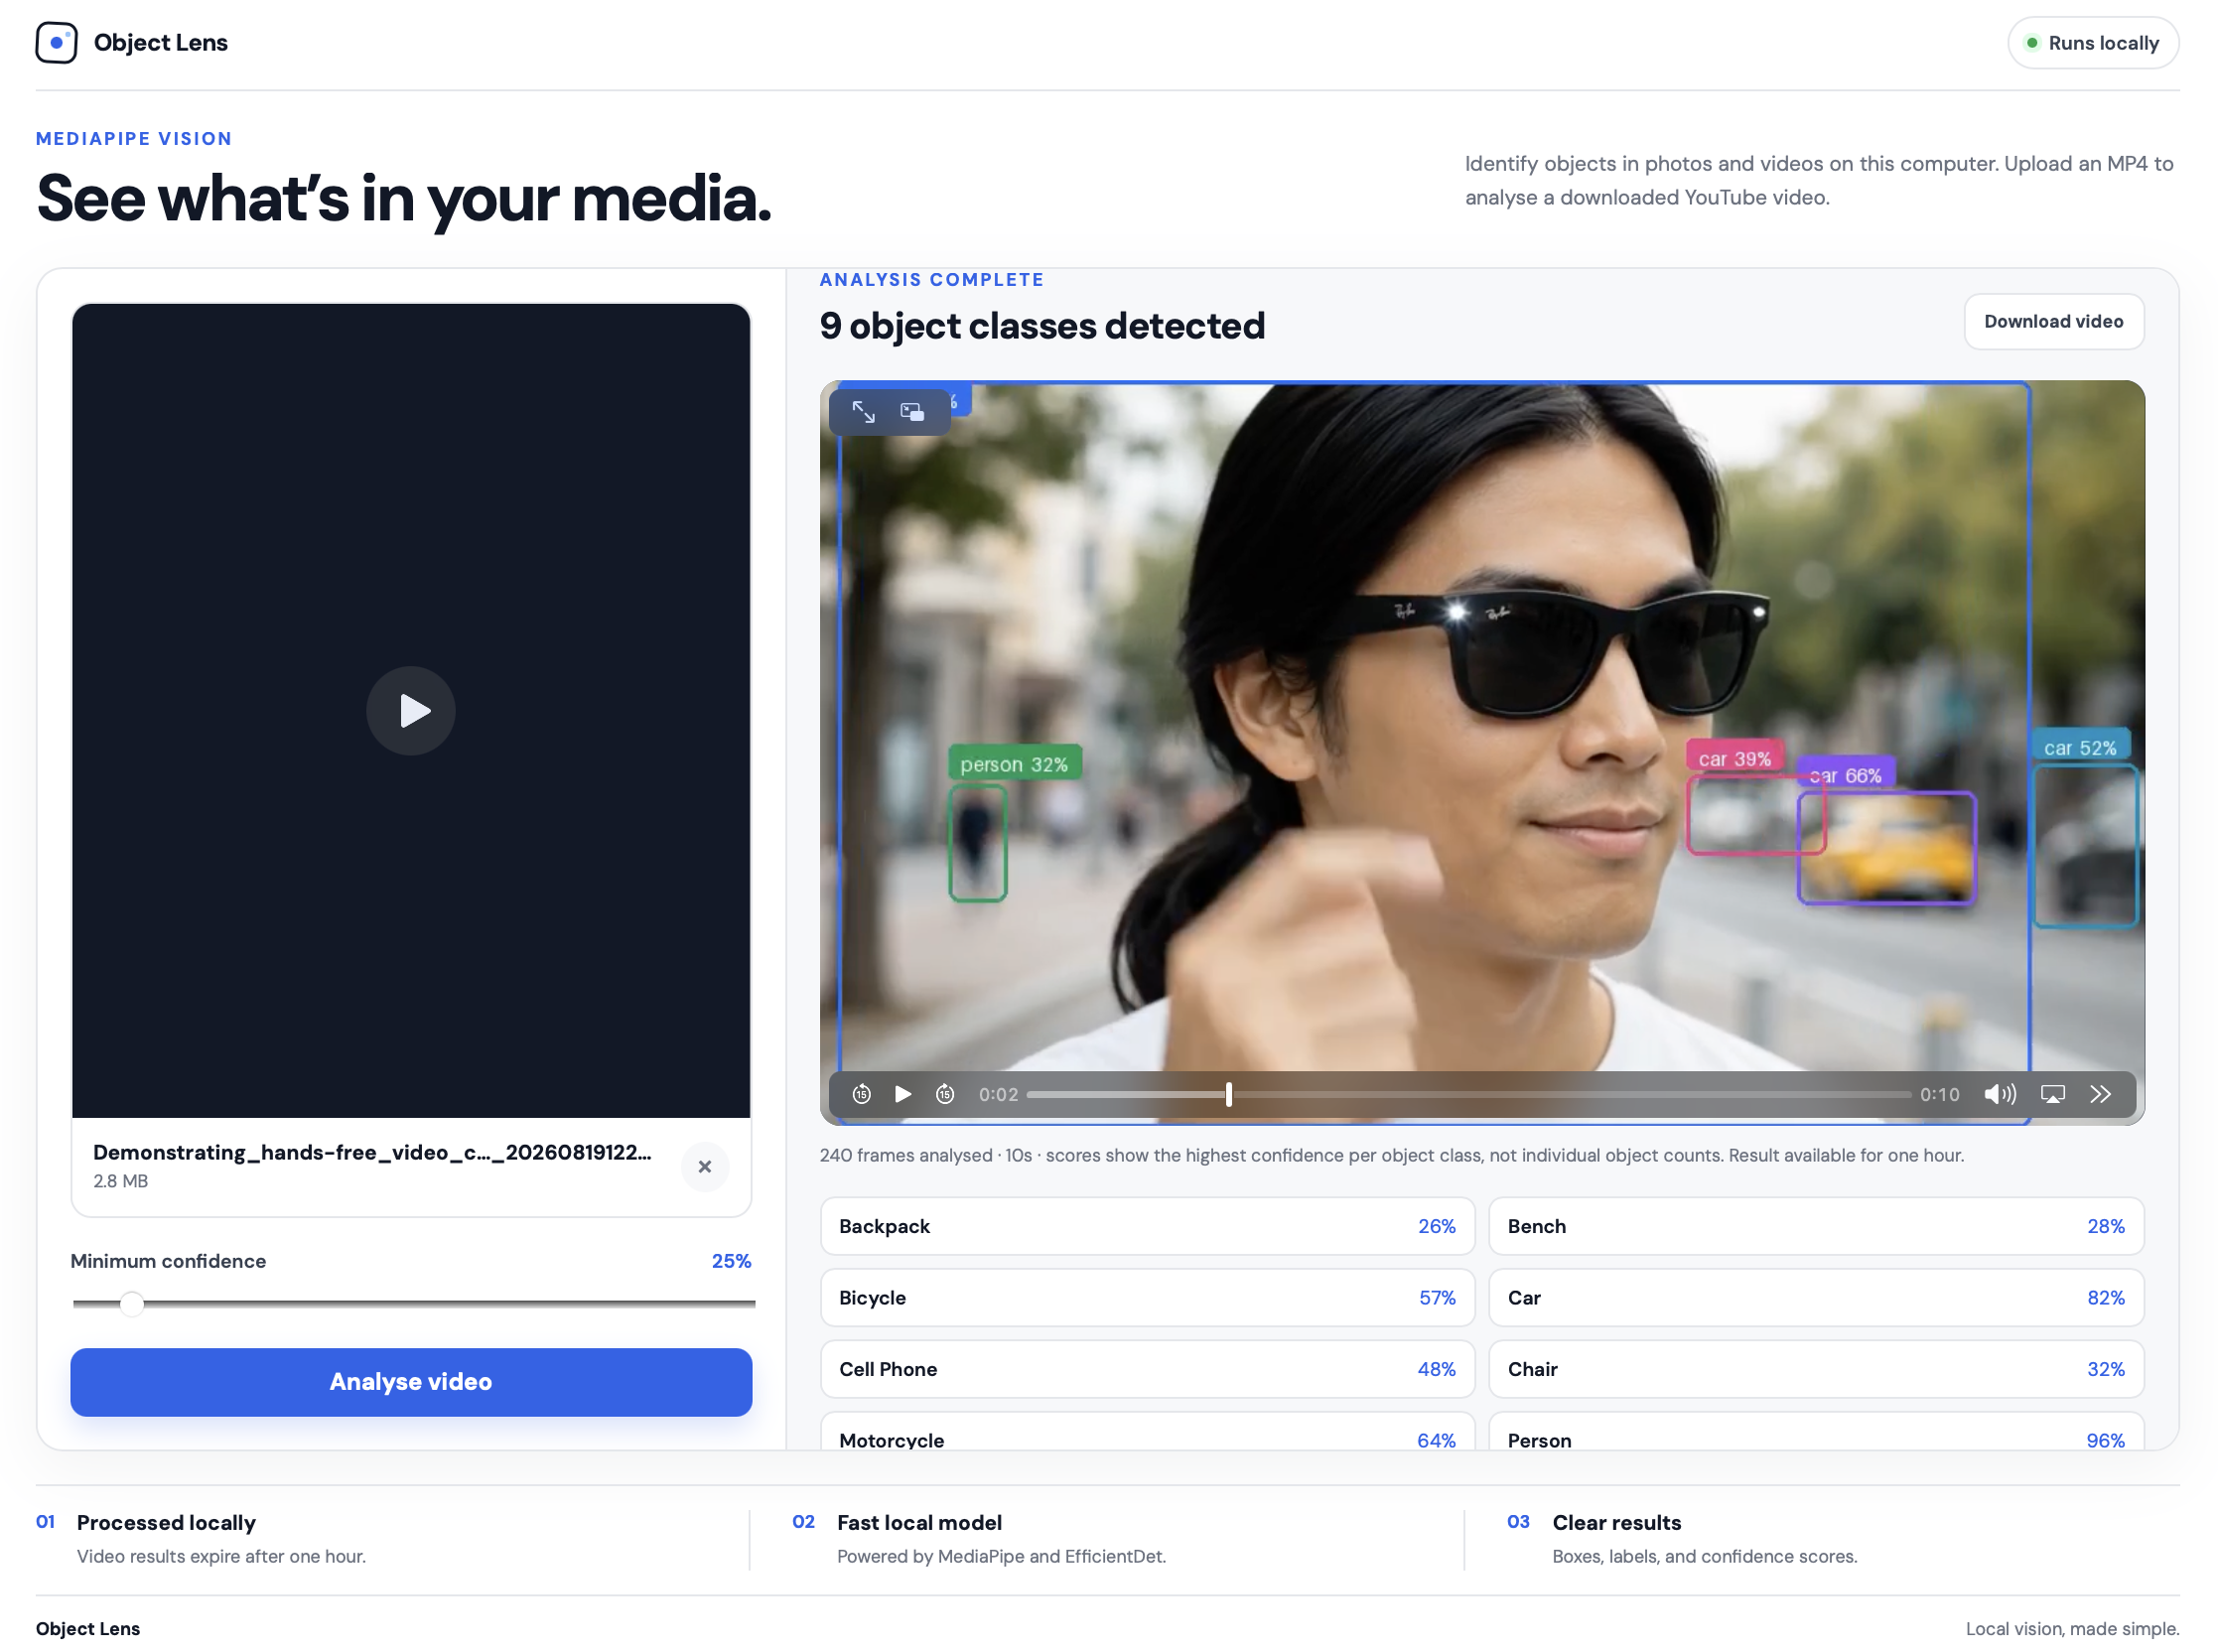 Object Lens
Runs locally
MEDIAPIPE VISION
See what's in your media.
Identify objects in photos and videos on this computer. Upload an MP4 to
analyse a downloaded YouTube video.
Demonstrating_hands-free_video_c..._20260819122...
2.8 MB
×
Minimum confidence
25%
Analyse video
ANALYSIS COMPLETE
9 object classes detected
Download video
%
Ray-Ban
Ray-Ban
person 32%
car 39%
car 66%
car 52%
15
15
0:02
0:10
240 frames analysed · 10s · scores show the highest confidence per object class, not individual object counts. Result available for one hour.
Backpack 26%
Bench 28%
Bicycle 57%
Car 82%
Cell Phone 48%
Chair 32%
Motorcycle 64%
Person 96%
01 Processed locally
Video results expire after one hour.
02 Fast local model
Powered by MediaPipe and EfficientDet.
03 Clear results
Boxes, labels, and confidence scores.
Object Lens
Local vision, made simple.